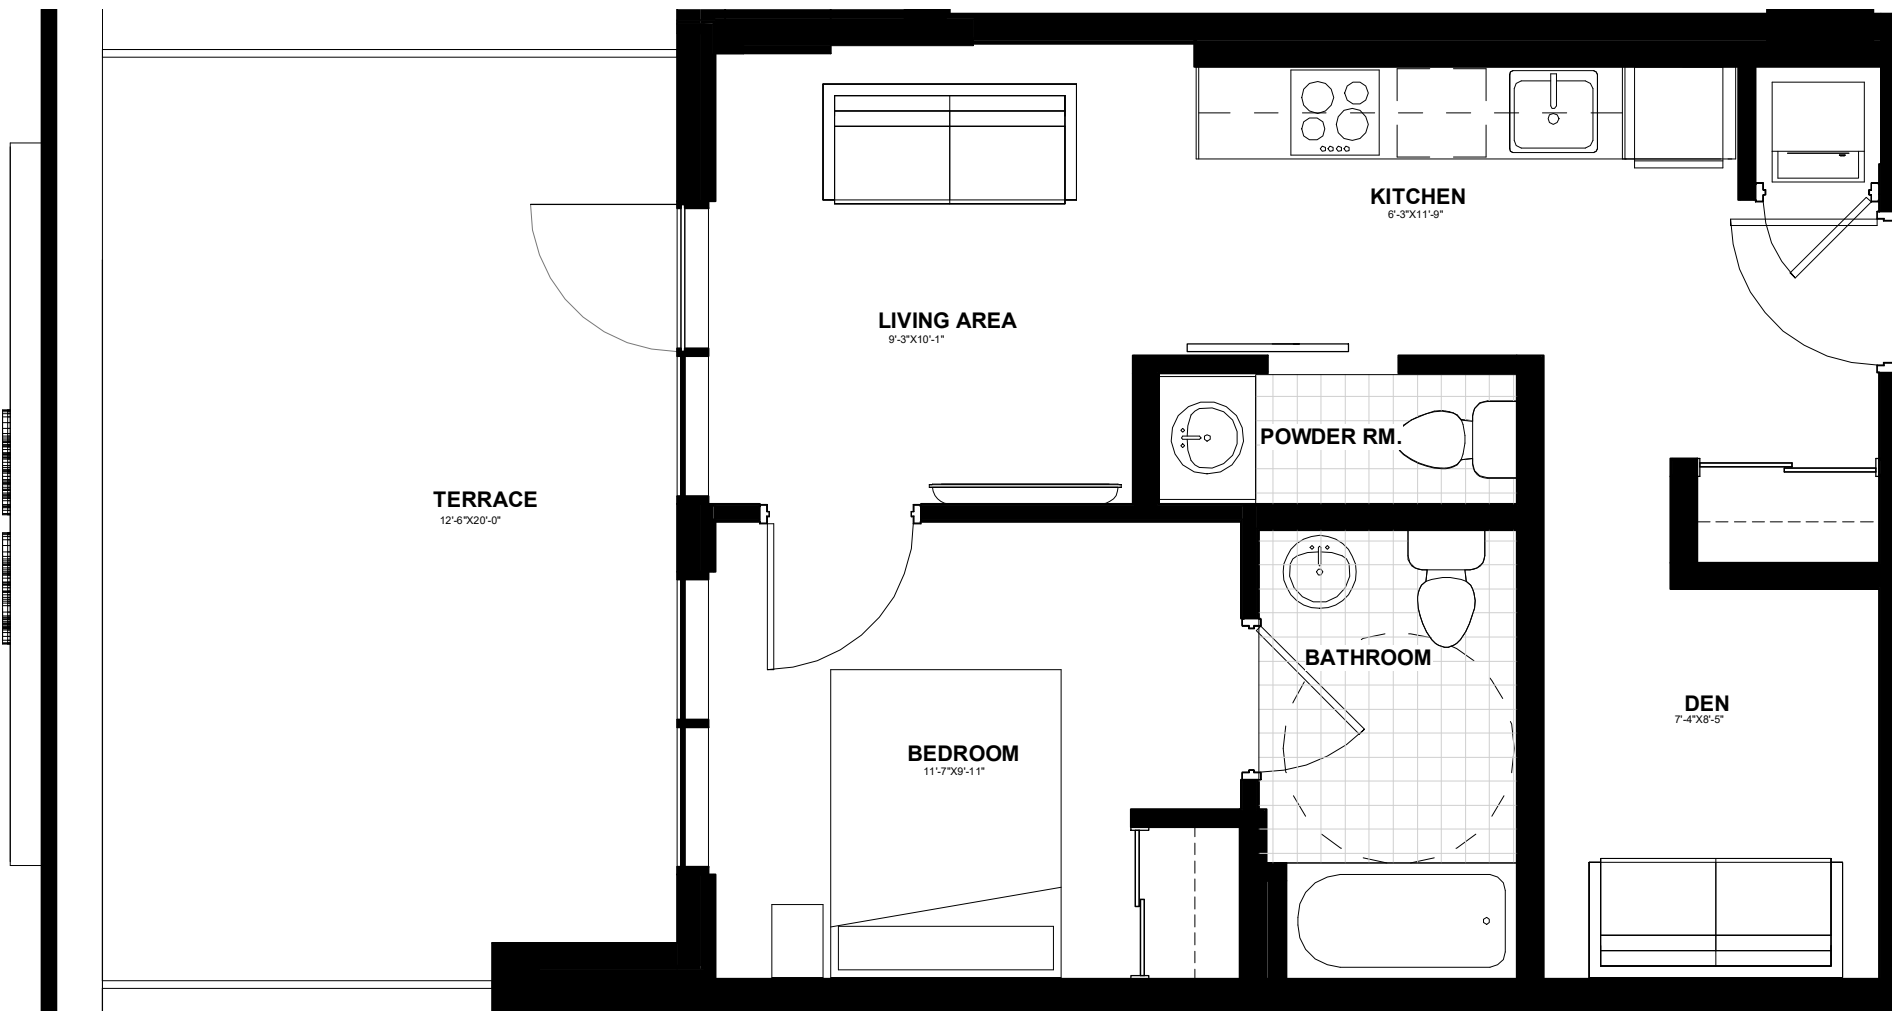 KITCHEN
6'-3"X11'-9"
LIVING AREA
9'-3"X10'-1"
POWDER RM.
TERRACE
12'-6"X20'-0"
BATHROOM
DEN
7'-4"X8'-5"
BEDROOM
11'-7"X9'-11"